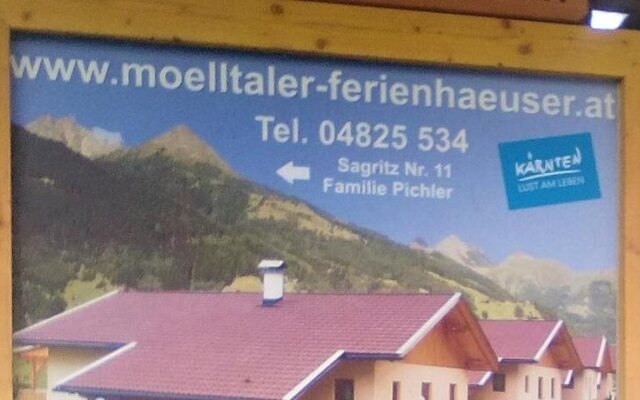 www.moelltaler-ferienhaeuser.at
Tel. 04825 534
Sagritz Nr. 11
Familie Pichler
KÄRNTEN
LUST AM LEBEN